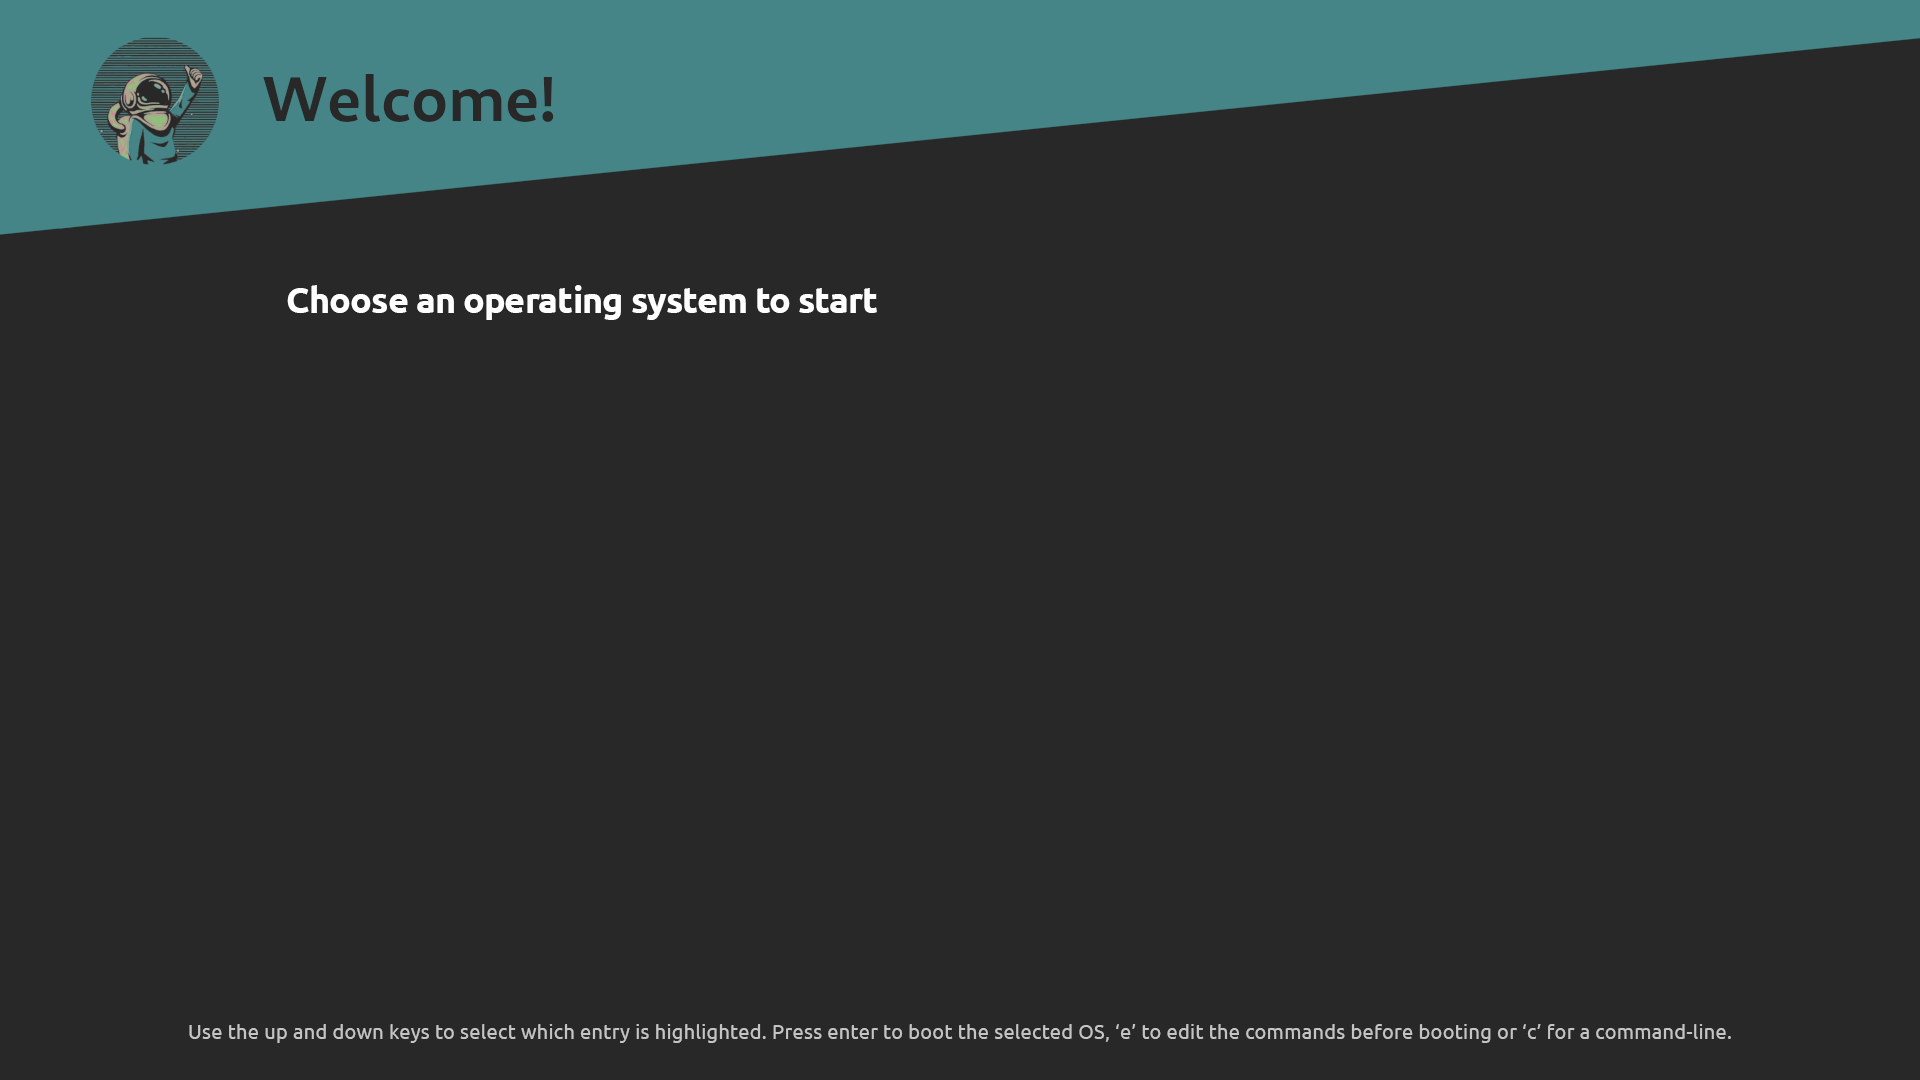 Welcome!
Choose an operating system to start
Use the up and down keys to select which entry is highlighted. Press enter to boot the selected OS, ‘e’ to edit the commands before booting or ‘c’ for a command-line.